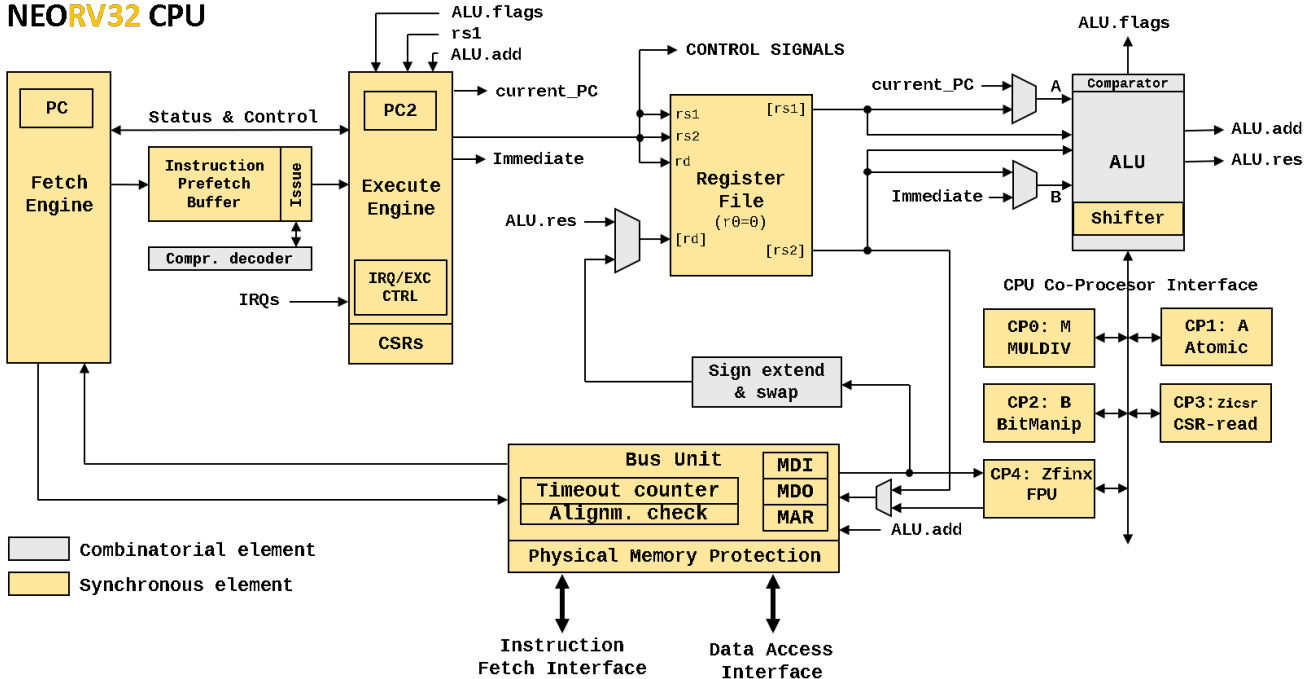 NEORV32 CPU
ALU.flags
rs1
ALU.add
CONTROL SIGNALS
ALU.flags
PC
Status & Control
PC2
current_PC
current_PC
A
Comparator
Fetch
Engine
Instruction
Prefetch
Buffer
Issue
Execute
Engine
Immediate
rs1
rs2
rd
[rs1]
Register
File
(r0=0)
[rd]
[rs2]
ALU.res
Immediate
B
ALU
Shifter
ALU.add
ALU.res
Compr. decoder
IRQs
IRQ/EXC
CTRL
CSRs
CPU Co-Procesor Interface
CP0: M
MULDIV
CP1: A
Atomic
Sign extend
& swap
CP2: B
BitManip
CP3:Zicsr
CSR-read
Bus Unit
MDI
MDO
MAR
Timeout counter
Alignm. check
CP4: Zfinx
FPU
ALU.add
Physical Memory Protection
Combinatorial element
Synchronous element
Instruction
Fetch Interface
Data Access
Interface